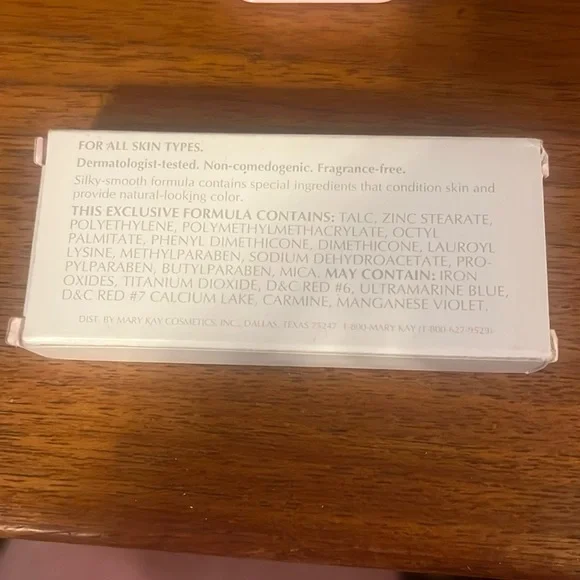 FOR ALL SKIN TYPES.
Dermatologist-tested. Non-comedogenic. Fragrance-free.
Silky-smooth formula contains special ingredients that condition skin and
provide natural-looking color.
THIS EXCLUSIVE FORMULA CONTAINS: TALC, ZINC STEARATE,
POLYETHYLENE, POLYMETHYLMETHACRYLATE, OCTYL
PALMITATE, PHENYL DIMETHICONE, DIMETHICONE, LAUROYL
LYSINE, METHYLPARABEN, SODIUM DEHYDROACETATE, PRO-
PYLPARABEN, BUTYLPARABEN, MICA. MAY CONTAIN: IRON
OXIDES, TITANIUM DIOXIDE, D&C RED #6, ULTRAMARINE BLUE,
D&C RED #7 CALCIUM LAKE, CARMINE, MANGANESE VIOLET.
DIST. BY MARY KAY COSMETICS, INC., DALLAS, TEXAS 75247 1-800-MARY KAY (1-800-627-9529)